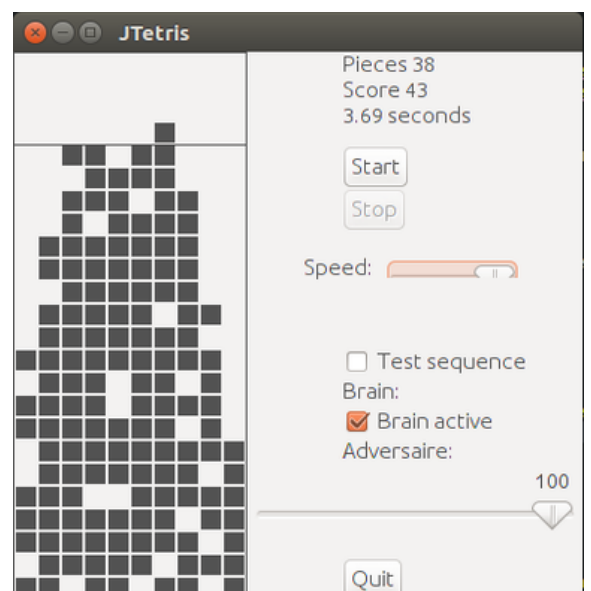 JTetris
Pieces 38
Score 43
3.69 seconds
Start
Stop
Speed:
Test sequence
Brain:
Brain active
Adversaire:
100
Quit